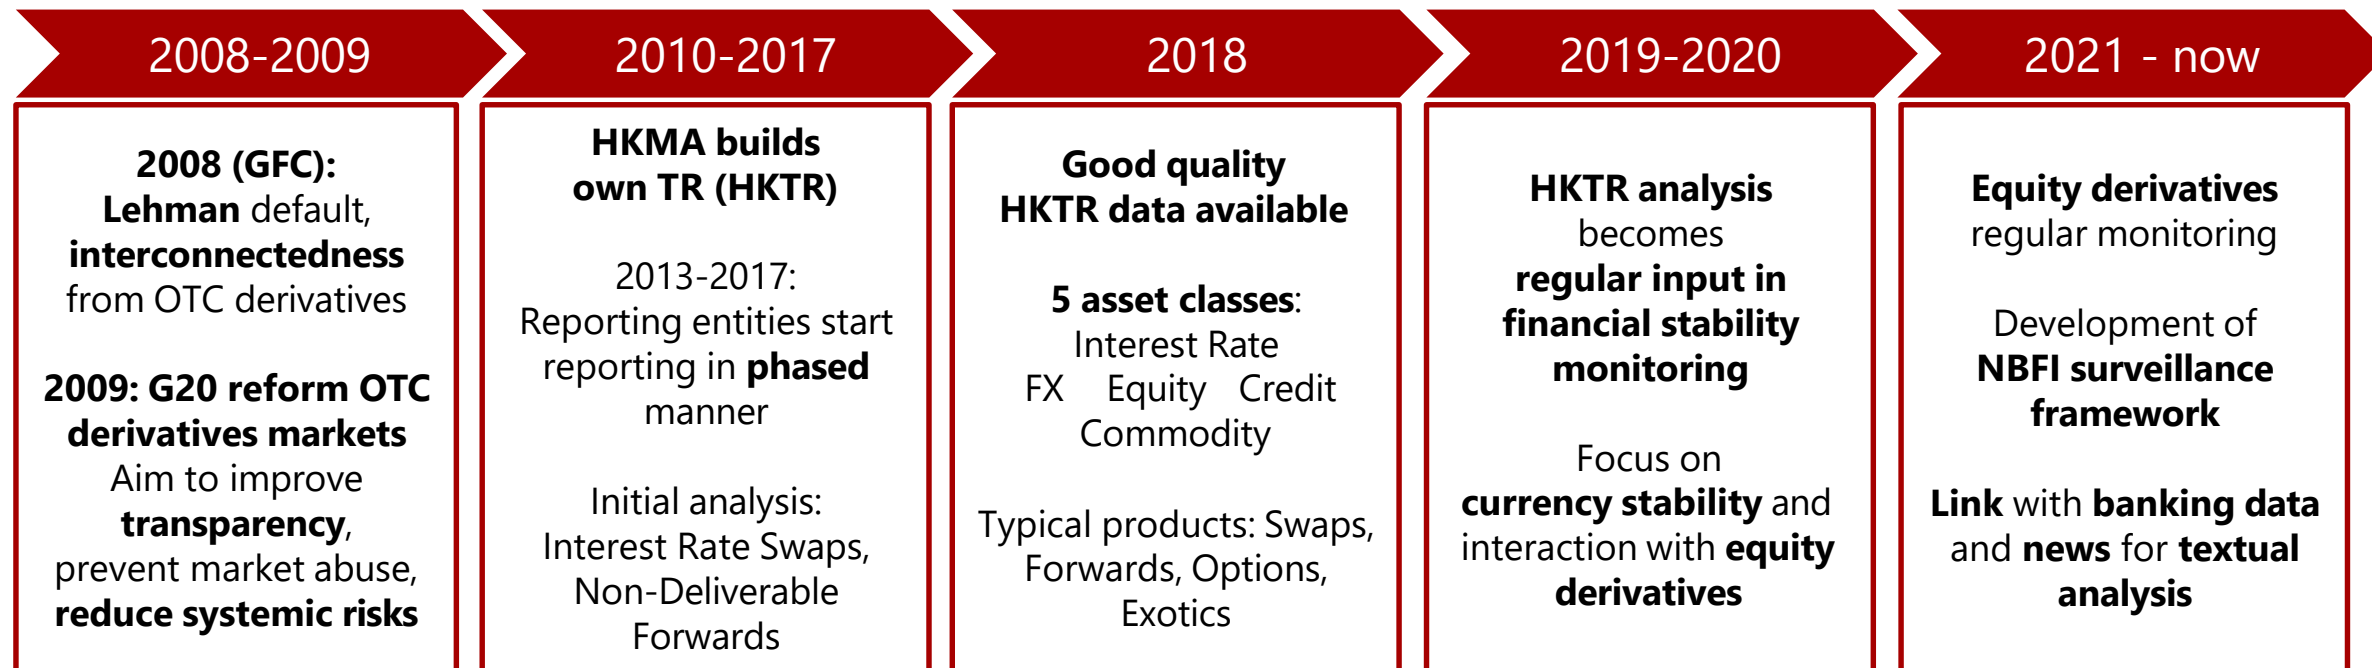 2008-2009
2010-2017
2018
2019-2020
2021 - now
2008 (GFC):
Lehman default,
interconnectedness
from OTC derivatives
2009: G20 reform OTC
derivatives markets
Aim to improve
transparency,
prevent market abuse,
reduce systemic risks
HKMA builds
own TR (HKTR)
2013-2017:
Reporting entities start
reporting in phased
manner
Initial analysis:
Interest Rate Swaps,
Non-Deliverable
Forwards
Good quality
HKTR data available
5 asset classes:
Interest Rate
FX Equity Credit
Commodity
Typical products: Swaps,
Forwards, Options,
Exotics
HKTR analysis
becomes
regular input in
financial stability
monitoring
Focus on
currency stability and
interaction with equity
derivatives
Equity derivatives
regular monitoring
Development of
NBFI surveillance
framework
Link with banking data
and news for textual
analysis